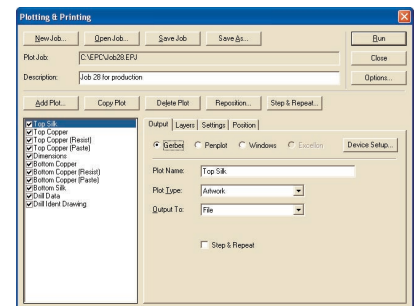 Plotting & Printing
New Job... Open Job... Save Job Save As... Run
Plot Job: C:\EPC\Job28.EPJ Close
Description: Job 28 for production Options...
Add Plot... Copy Plot Delete Plot Reposition... Step & Repeat...
Top Silk
Top Copper
Top Copper (Resist)
Top Copper (Paste)
Dimensions
Bottom Copper
Bottom Copper (Resist)
Bottom Copper (Paste)
Bottom Silk
Drill Data
Drill Ident Drawing
Output Layers Settings Position
Gerber Penplot Windows Excellon Device Setup...
Plot Name: Top Silk
Plot Type: Artwork
Output To: File
Step & Repeat